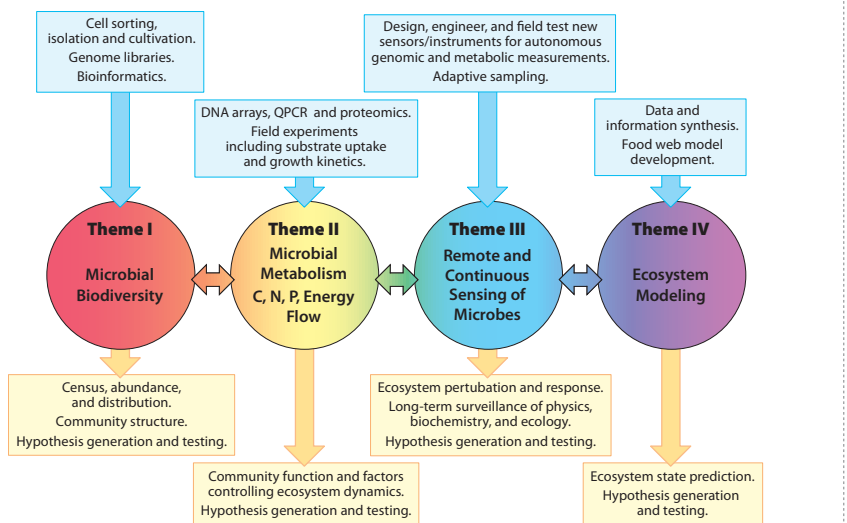 Cell sorting,
isolation and cultivation.
Genome libraries.
Bioinformatics.
Design, engineer, and field test new
sensors/instruments for autonomous
genomic and metabolic measurements.
Adaptive sampling.
DNA arrays, QPCR and proteomics.
Field experiments
including substrate uptake
and growth kinetics.
Data and
information synthesis.
Food web model
development.
Theme I
Microbial
Biodiversity
Theme II
Microbial
Metabolism
C, N, P, Energy
Flow
Theme III
Remote and
Continuous
Sensing of
Microbes
Theme IV
Ecosystem
Modeling
Census, abundance,
and distribution.
Community structure.
Hypothesis generation and testing.
Ecosystem pertubation and response.
Long-term surveillance of physics,
biochemistry, and ecology.
Hypothesis generation and testing.
Community function and factors
controlling ecosystem dynamics.
Hypothesis generation and testing.
Ecosystem state prediction.
Hypothesis generation
and testing.